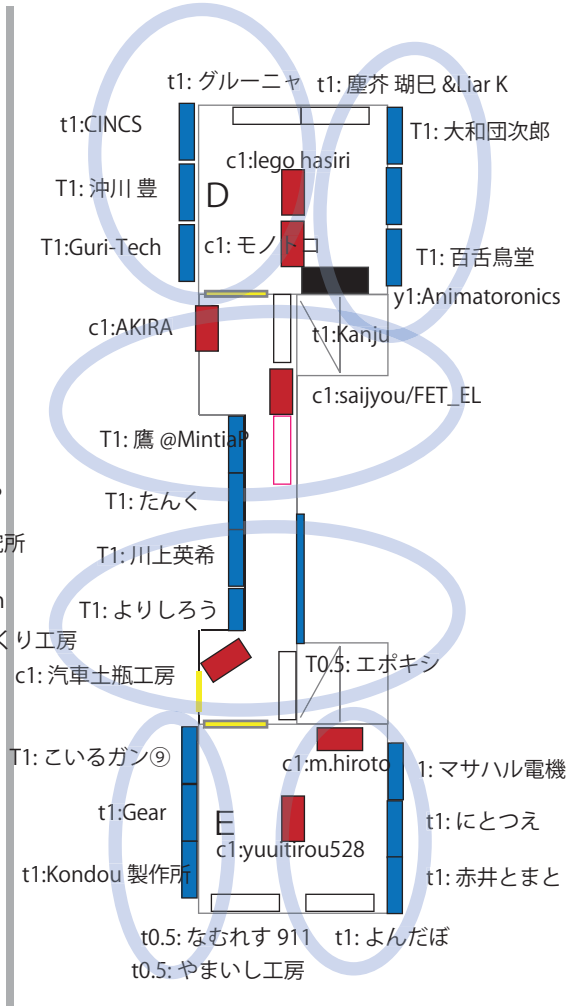 t1: グルーニャ
t1: 塵芥 瑚巳 &Liar K
t1:CINCS
T1: 大和団次郎
c1:lego hasiri
T1: 沖川 豊
D
T1:Guri-Tech
c1: モノトコ
T1: 百舌鳥堂
y1:Animatoronics
c1:AKIRA
t1:Kanju
c1:saijyou/FET_EL
T1: 鷹 @MintiaP
T1: たんく
所
T1: 川上英希
T1: よりしろう
くり工房
T0.5: エポキシ
c1: 汽車土瓶工房
T1: こいるガン⑨
c1:m.hiroto
1: マサハル電機
t1:Gear
E
t1: にとつえ
c1:yuuitirou528
t1:Kondou 製作所
t1: 赤井とまと
t0.5: なむれす 911
t1: よんだぼ
t0.5: やまいし工房